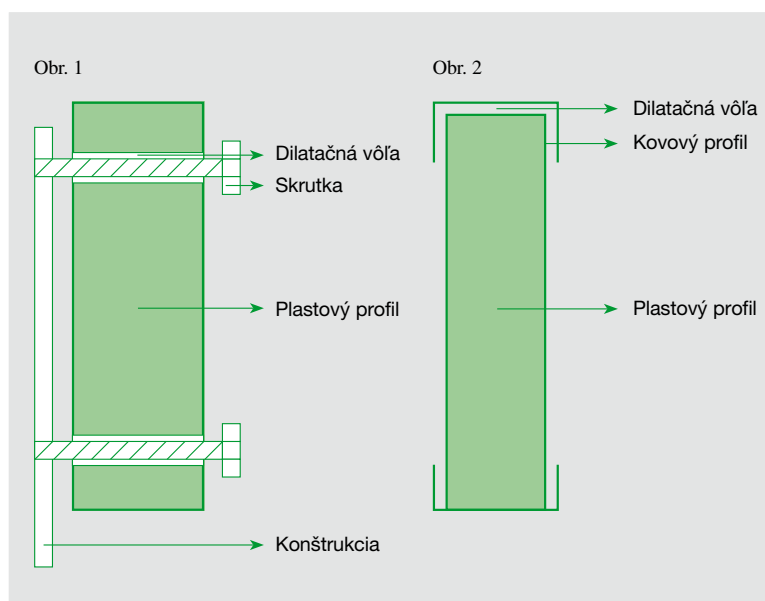 Obr. 1
Dilatačná vôľa
Skrutka
Plastový profil
Konštrukcia
Obr. 2
Dilatačná vôľa
Kovový profil
Plastový profil